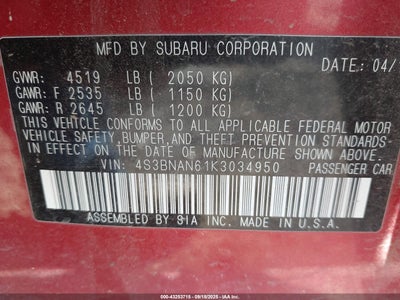 MFD BY SUBARU CORPORATION
DATE: 04/
GVWR: 4519 LB ( 2050 KG)
GAWR: F 2535 LB ( 1150 KG)
GAWR: R 2645 LB ( 1200 KG)
THIS VEHICLE CONFORMS TO ALL APPLICABLE FEDERAL MOTOR
VEHICLE SAFETY, BUMPER, AND THEFT PREVENTION STANDARDS
IN EFFECT ON THE DATE OF MANUFACTURE SHOWN ABOVE.
VIN: 4S3BNAN61K3034950
PASSENGER CAR
ASSEMBLED BY SIA INC. IN U.S.A.
000-43253715 - 09/18/2025 - IAA Inc.